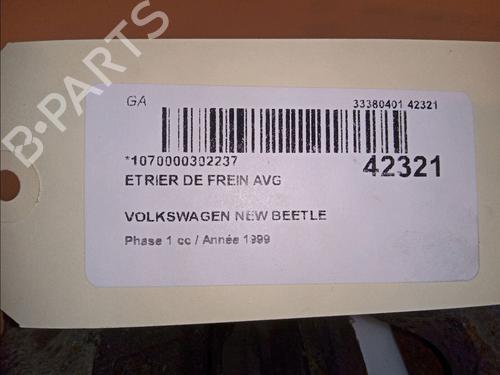 GA
33380401 42321
*1070000302237
42321
ETRIER DE FREIN AVG
VOLKSWAGEN NEW BEETLE
Phase 1 cc / Année 1999
B-PARTS